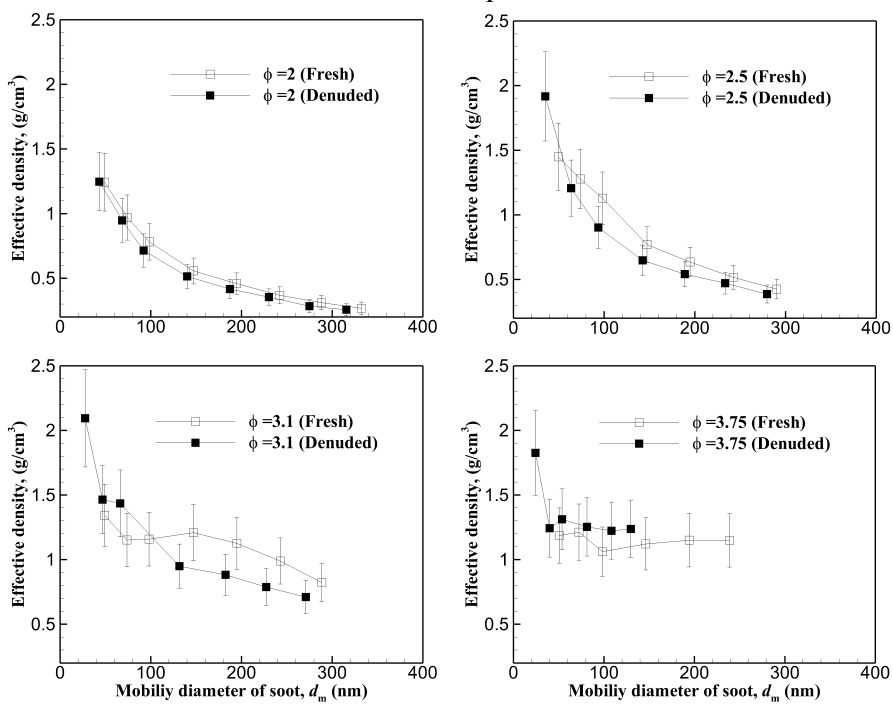 2.5
2
1.5
1
0.5
0
Effective density, (g/cm³)
ϕ =2 (Fresh)
ϕ =2 (Denuded)
0 100 200 300 400
2.5
2
1.5
1
0.5
Effective density, (g/cm³)
ϕ =2.5 (Fresh)
ϕ =2.5 (Denuded)
0 100 200 300 400
2.5
2
1.5
1
0.5
Effective density, (g/cm³)
ϕ =3.1 (Fresh)
ϕ =3.1 (Denuded)
0 100 200 300 400
Mobiliy diameter of soot, dm (nm)
2.5
2
1.5
1
0.5
Effective density, (g/cm³)
ϕ =3.75 (Fresh)
ϕ =3.75 (Denuded)
0 100 200 300 400
Mobiliy diameter of soot, dm (nm)